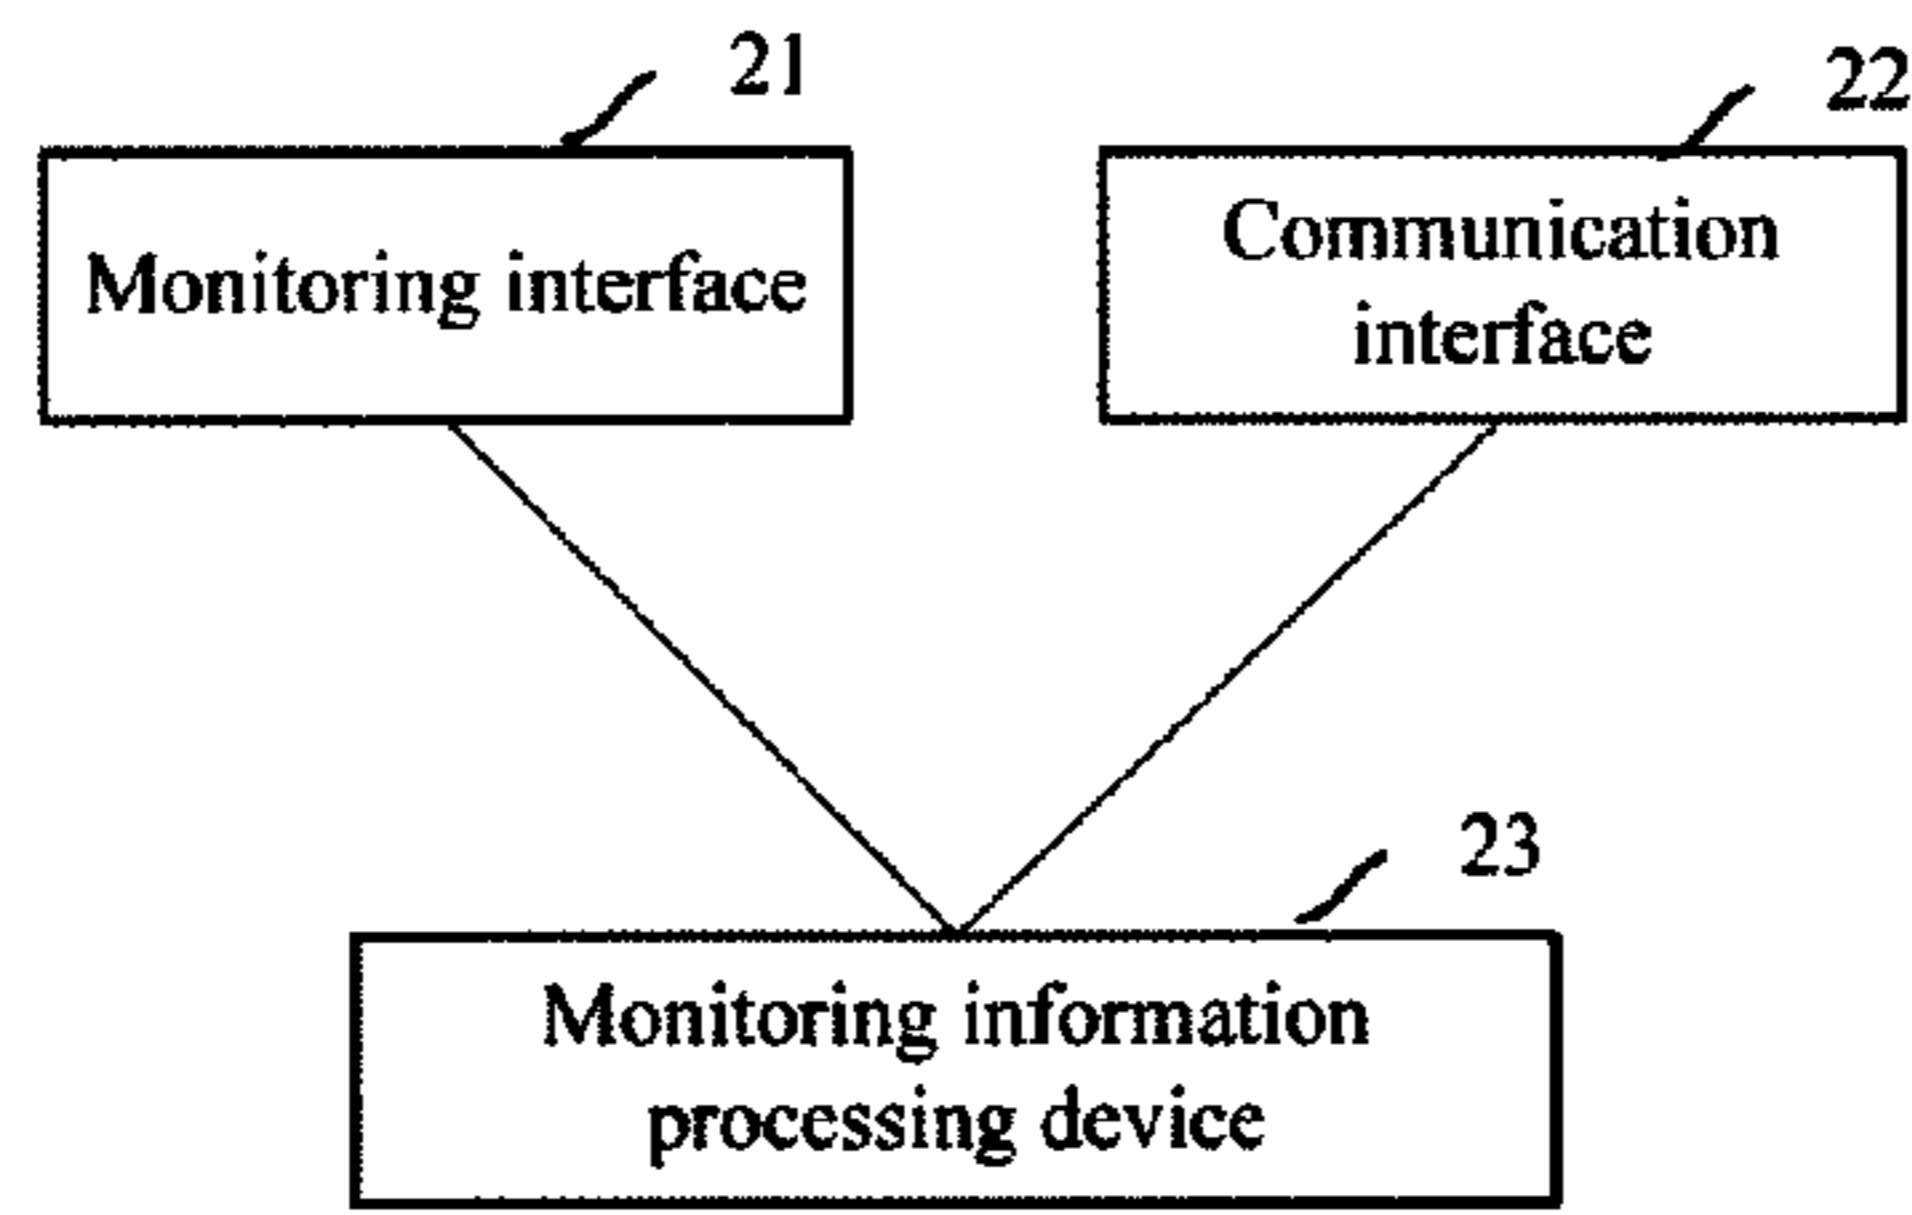 21
22
Monitoring interface
Communication
interface
23
Monitoring information
processing device